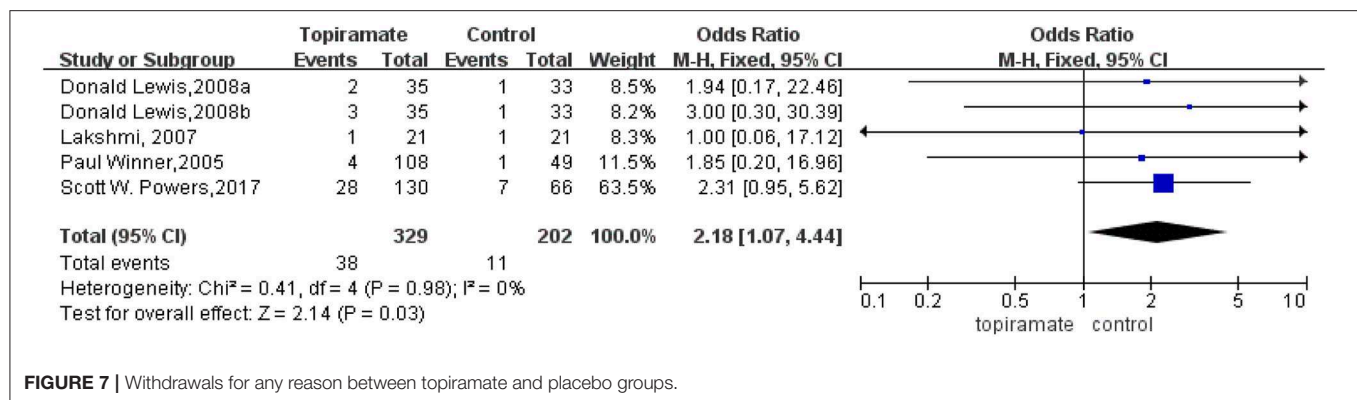 Topiramate Control Odds Ratio Odds Ratio
Study or Subgroup Events Total Events Total Weight M-H, Fixed, 95% CI M-H, Fixed, 95% CI
Donald Lewis,2008a 2 35 1 33 8.5% 1.94 [0.17, 22.46]
Donald Lewis,2008b 3 35 1 33 8.2% 3.00 [0.30, 30.39]
Lakshmi, 2007 1 21 1 21 8.3% 1.00 [0.06, 17.12]
Paul Winner,2005 4 108 1 49 11.5% 1.85 [0.20, 16.96]
Scott W. Powers,2017 28 130 7 66 63.5% 2.31 [0.95, 5.62]
Total (95% CI) 329 202 100.0% 2.18 [1.07, 4.44]
Total events 38 11
Heterogeneity: Chi² = 0.41, df = 4 (P = 0.98); I² = 0%
Test for overall effect: Z = 2.14 (P = 0.03)
0.1 0.2 0.5 1 2 5 10
topiramate control
FIGURE 7 | Withdrawals for any reason between topiramate and placebo groups.